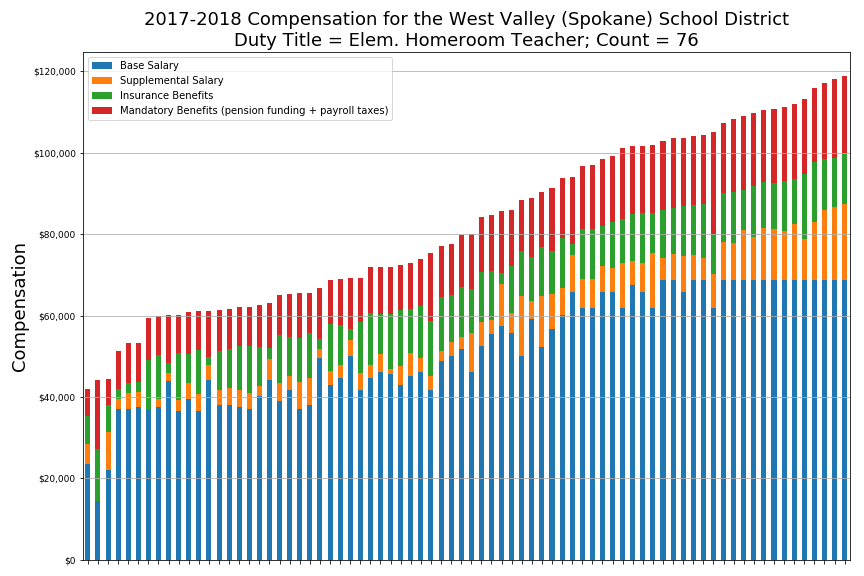 2017-2018 Compensation for the West Valley (Spokane) School District
Duty Title = Elem. Homeroom Teacher; Count = 76
Base Salary
Supplemental Salary
Insurance Benefits
Mandatory Benefits (pension funding + payroll taxes)
$120,000
$100,000
$80,000
$60,000
$40,000
$20,000
$0
Compensation